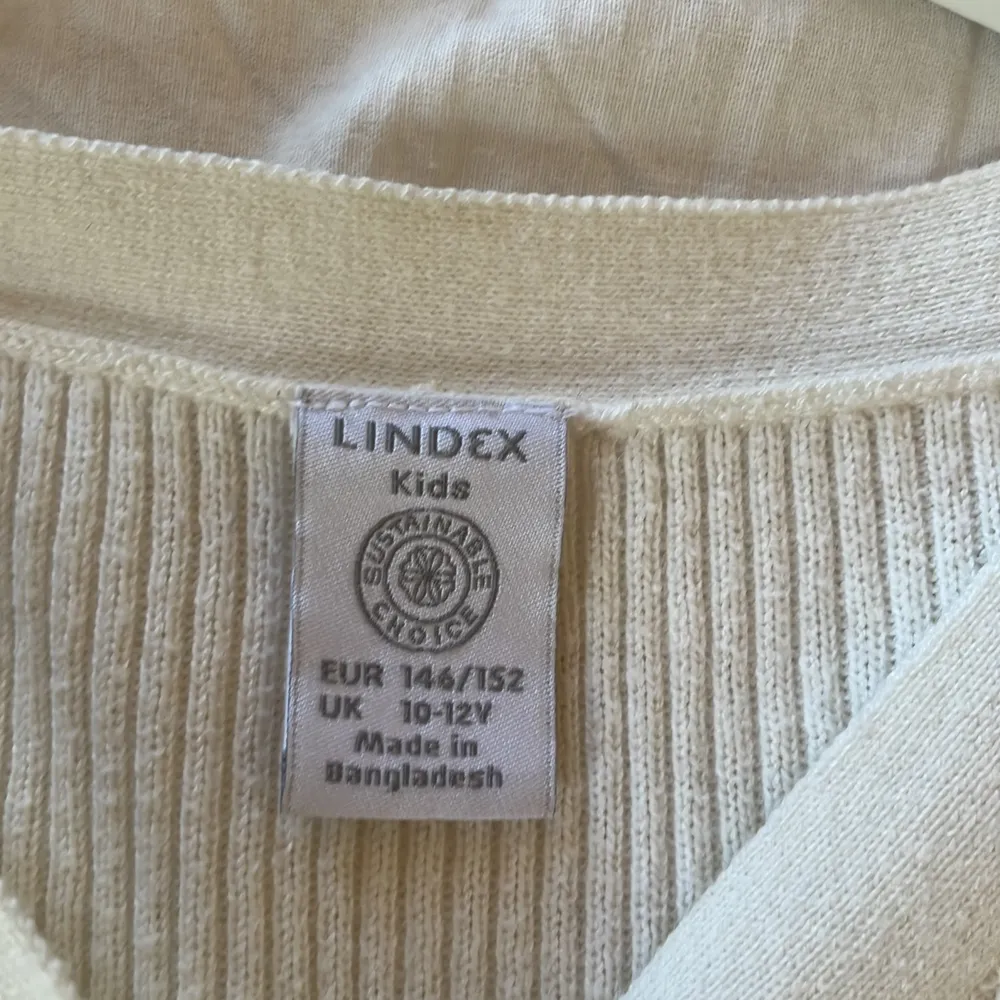 LINDEX
Kids
SUSTAINABLE
CHOICE
EUR 146/152
UK 10-12Y
Made in
Bangladesh